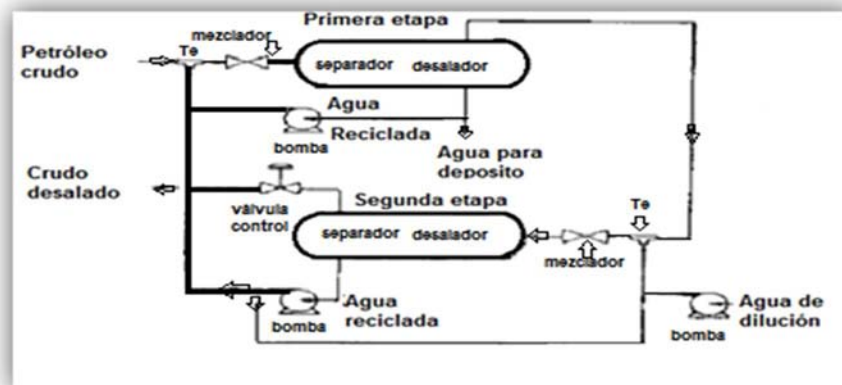 Primera etapa
mezclador
Te
Petróleo
crudo
separador desalador
Agua
Reciclada
bomba
Agua para
deposito
Crudo
desalado
válvula
control
Segunda etapa
Te
separador desalador
mezclador
Agua
reciclada
bomba
Agua de
dilución
bomba